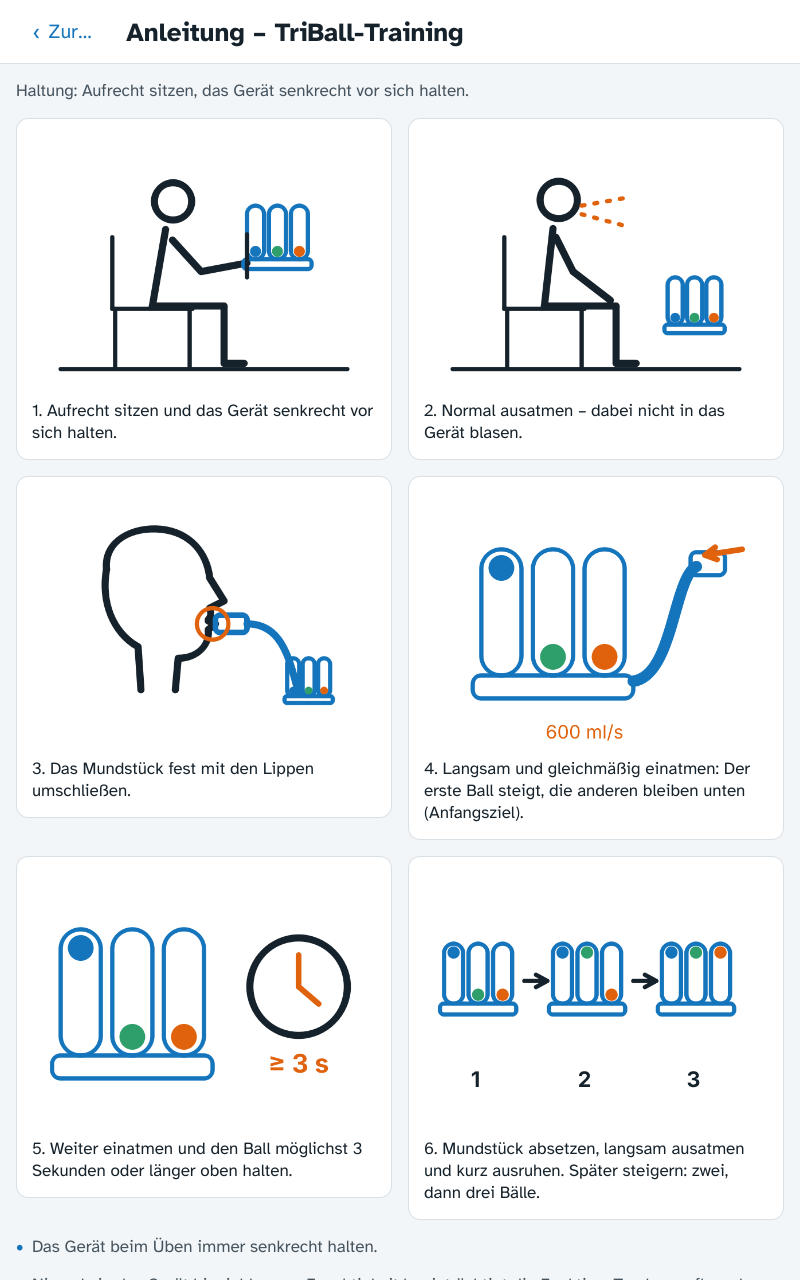 ‹ Zur...
Anleitung – TriBall-Training
Haltung: Aufrecht sitzen, das Gerät senkrecht vor sich halten.
1. Aufrecht sitzen und das Gerät senkrecht vor
sich halten.
2. Normal ausatmen – dabei nicht in das
Gerät blasen.
3. Das Mundstück fest mit den Lippen
umschließen.
600 ml/s
4. Langsam und gleichmäßig einatmen: Der
erste Ball steigt, die anderen bleiben unten
(Anfangsziel).
≥ 3 s
5. Weiter einatmen und den Ball möglichst 3
Sekunden oder länger oben halten.
1 2 3
6. Mundstück absetzen, langsam ausatmen
und kurz ausruhen. Später steigern: zwei,
dann drei Bälle.
• Das Gerät beim Üben immer senkrecht halten.